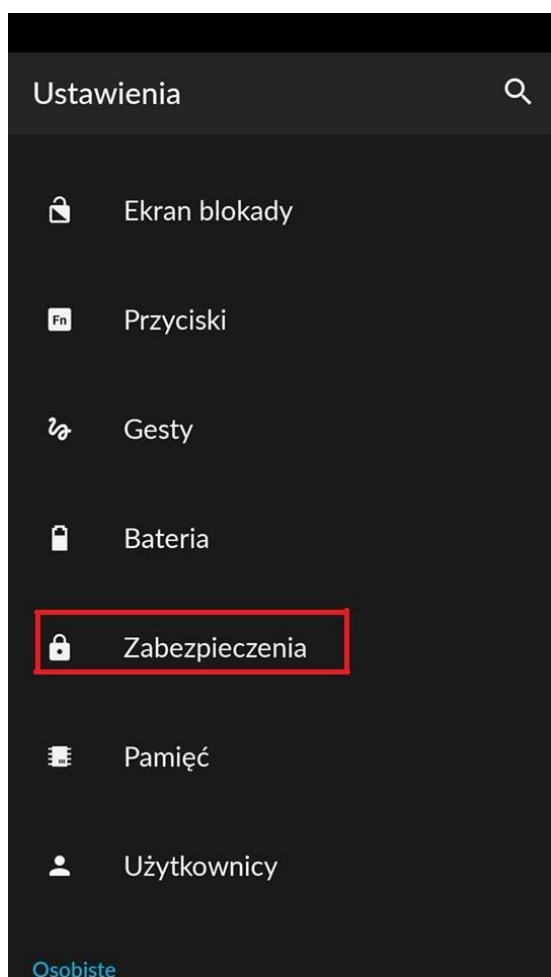 Ustawienia
Ekran blokady
Fn
Przyciski
Gesty
Bateria
Zabezpieczenia
Pamięć
Użytkownicy
Osobiste